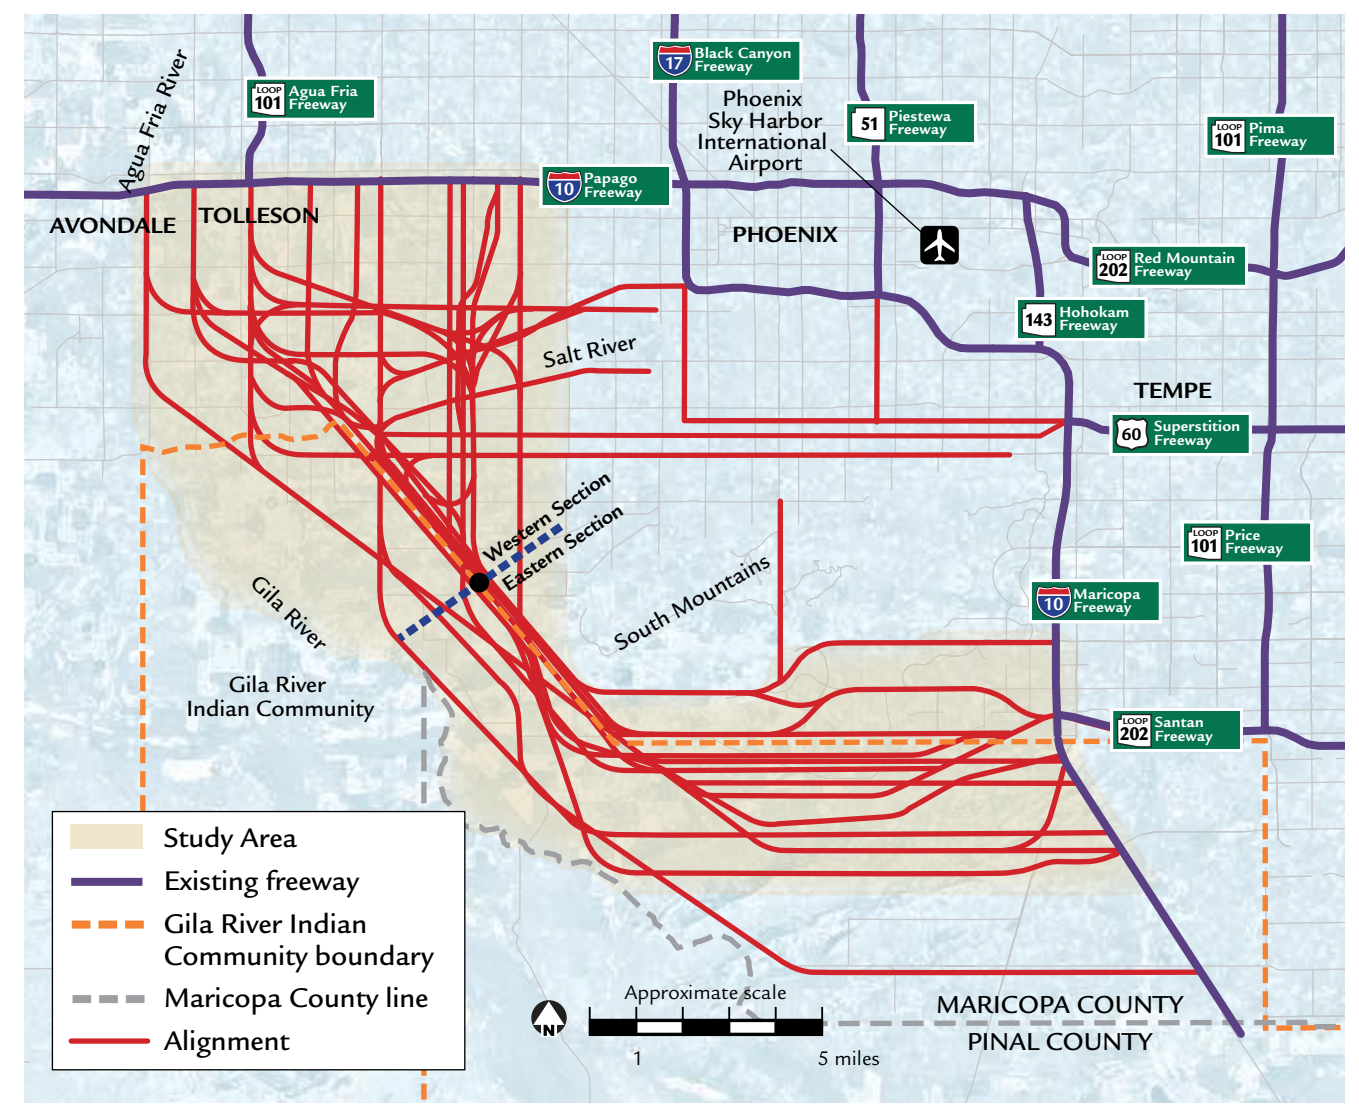 LOOP
101
Agua Fria
Freeway
Agua Fria River
17
Black Canyon
Freeway
Phoenix
Sky Harbor
International
Airport
51
Piestewa
Freeway
LOOP
101
Pima
Freeway
10
Papago
Freeway
AVONDALE
TOLLESON
PHOENIX
LOOP
202
Red Mountain
Freeway
143
Hohokam
Freeway
Salt River
TEMPE
60
Superstition
Freeway
Western Section
Eastern Section
LOOP
101
Price
Freeway
South Mountains
10
Maricopa
Freeway
Gila River
Gila River
Indian Community
LOOP
202
Santan
Freeway
Study Area
Existing freeway
Gila River Indian
Community boundary
Maricopa County line
Alignment
N
Approximate scale
1
5 miles
MARICOPA COUNTY
PINAL COUNTY